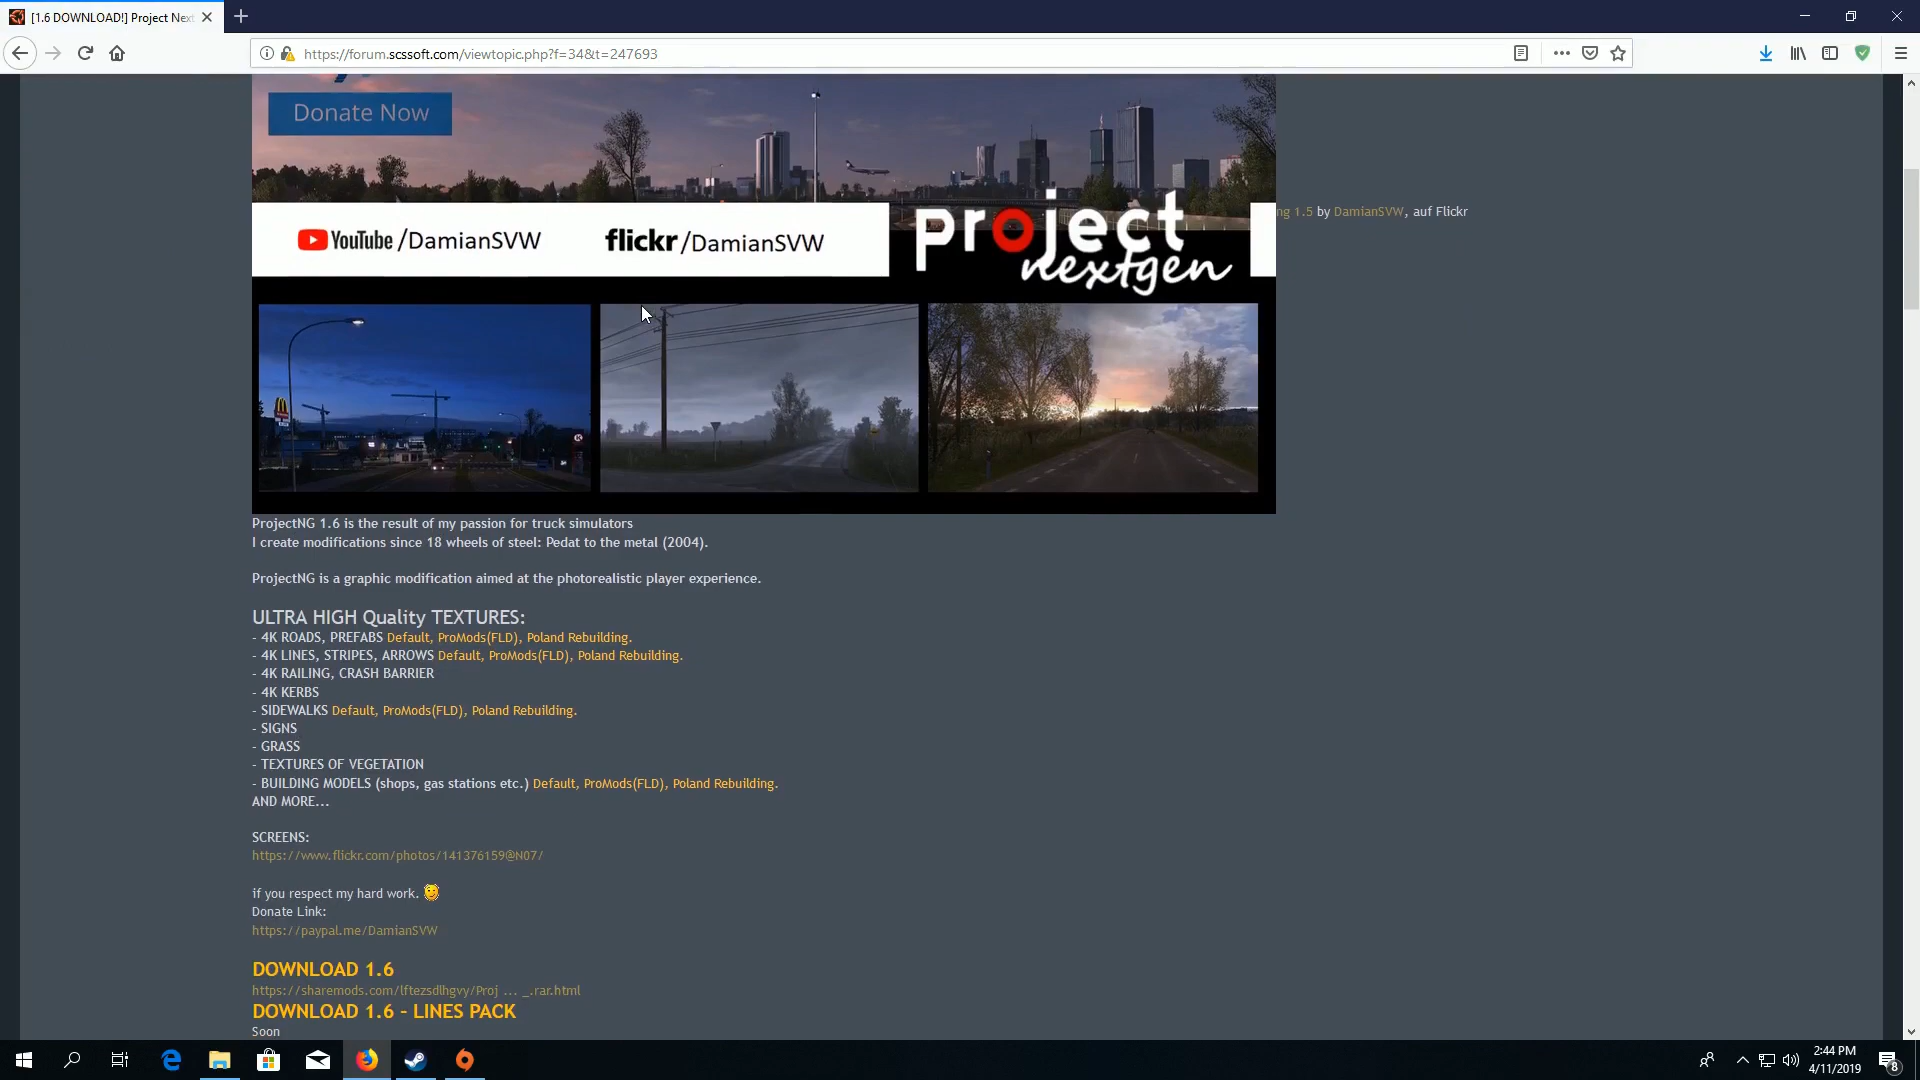 [1.6 DOWNLOAD!] Project Nex
https://forum.scssoft.com/viewtopic.php?f=34&t=247693
Donate Now
YouTube /DamianSVW
flickr/DamianSVW
project
nextgen
ng 1.5 by DamianSVW, auf Flickr
ProjectNG 1.6 is the result of my passion for truck simulators
I create modifications since 18 wheels of steel: Pedat to the metal (2004).
ProjectNG is a graphic modification aimed at the photorealistic player experience.
ULTRA HIGH Quality TEXTURES:
- 4K ROADS, PREFABS Default, ProMods(FLD), Poland Rebuilding.
- 4K LINES, STRIPES, ARROWS Default, ProMods(FLD), Poland Rebuilding.
- 4K RAILING, CRASH BARRIER
- 4K KERBS
- SIDEWALKS Default, ProMods(FLD), Poland Rebuilding.
- SIGNS
- GRASS
- TEXTURES OF VEGETATION
- BUILDING MODELS (shops, gas stations etc.) Default, ProMods(FLD), Poland Rebuilding.
AND MORE...
SCREENS:
https://www.flickr.com/photos/141376159@N07/
if you respect my hard work.
Donate Link:
https://paypal.me/DamianSVW
DOWNLOAD 1.6
https://sharemods.com/lftezsdlhgvy/Proj ... _.rar.html
DOWNLOAD 1.6 - LINES PACK
Soon
2:44 PM
4/11/2019
8